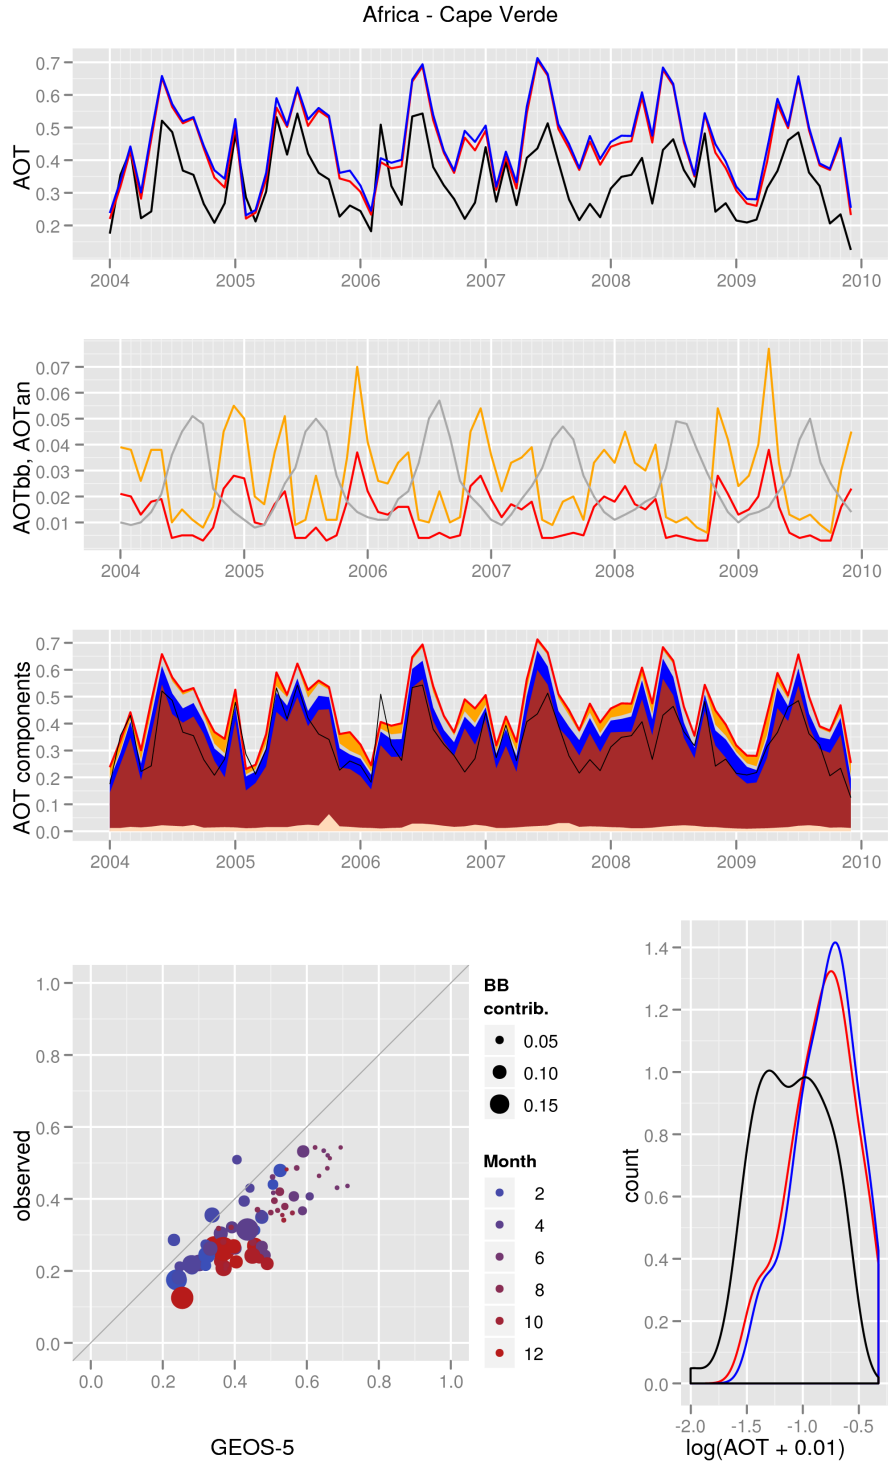 Africa - Cape Verde
AOT
0.7
0.6
0.5
0.4
0.3
0.2
2004 2005 2006 2007 2008 2009 2010
AOTbb, AOTan
0.07
0.06
0.05
0.04
0.03
0.02
0.01
2004 2005 2006 2007 2008 2009 2010
AOT components
0.7
0.6
0.5
0.4
0.3
0.2
0.1
0.0
2004 2005 2006 2007 2008 2009 2010
observed
1.0
0.8
0.6
0.4
0.2
0.0
0.0 0.2 0.4 0.6 0.8 1.0
GEOS-5
BB
contrib.
0.05
0.10
0.15
Month
2
4
6
8
10
12
count
1.4
1.2
1.0
0.8
0.6
0.4
0.2
0.0
-2.0 -1.5 -1.0 -0.5
log(AOT + 0.01)